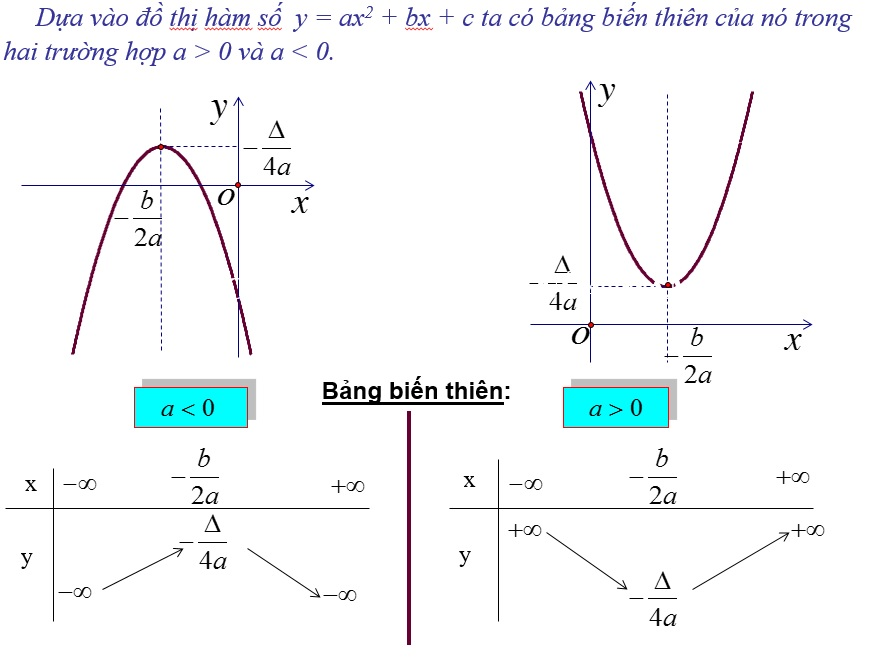 Dựa vào đồ thị hàm số y = ax² + bx + c ta có bảng biến thiên của nó trong
hai trường hợp a > 0 và a < 0.
y
−Δ/4a
O
x
−b/2a
y
−Δ/4a
O
x
−b/2a
Bảng biến thiên:
a < 0
a > 0
x −∞ −b/2a +∞
y −∞ −Δ/4a −∞
x −∞ −b/2a +∞
y +∞ −Δ/4a +∞